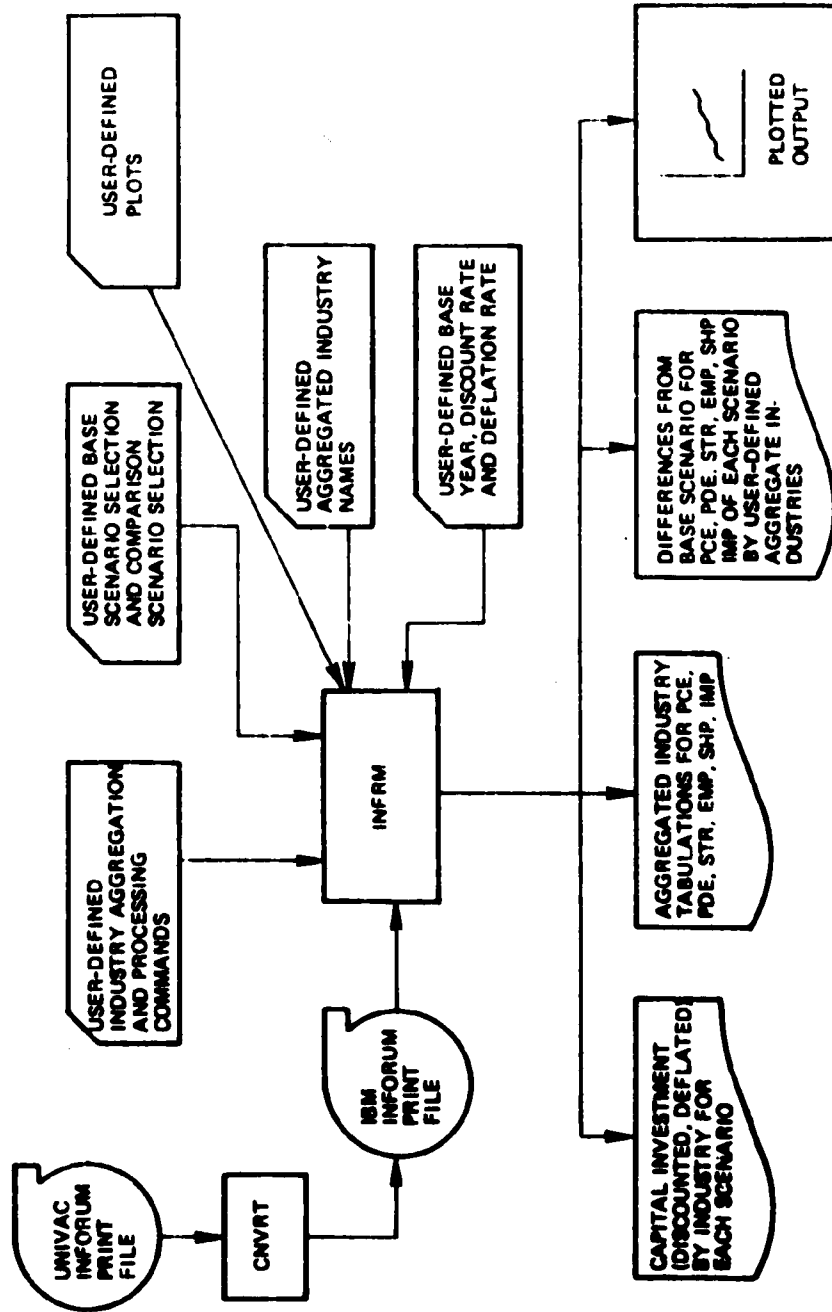 UNIVAC
INFORUM
PRINT
FILE
CNVRT
IBM
INFORUM
PRINT
FILE
USER-DEFINED
INDUSTRY AGGREGATION
AND PROCESSING
COMMANDS
USER-DEFINED BASE
SCENARIO SELECTION
AND COMPARISON
SCENARIO SELECTION
USER-DEFINED
PLOTS
USER-DEFINED
AGGREGATED INDUSTRY
NAMES
USER-DEFINED BASE
YEAR, DISCOUNT RATE
AND DEFLATION RATE
INFRM
CAPITAL INVESTMENT
(DISCOUNTED, DEFLATED)
BY INDUSTRY FOR
EACH SCENARIO
AGGREGATED INDUSTRY
TABULATIONS FOR PCE,
PDE, STR, EMP, SHP, IMP
DIFFERENCES FROM
BASE SCENARIO FOR
PCE, PDE, STR, EMP, SHP
IMP OF EACH SCENARIO
BY USER-DEFINED
AGGREGATE IN-
DUSTRIES
PLOTTED
OUTPUT